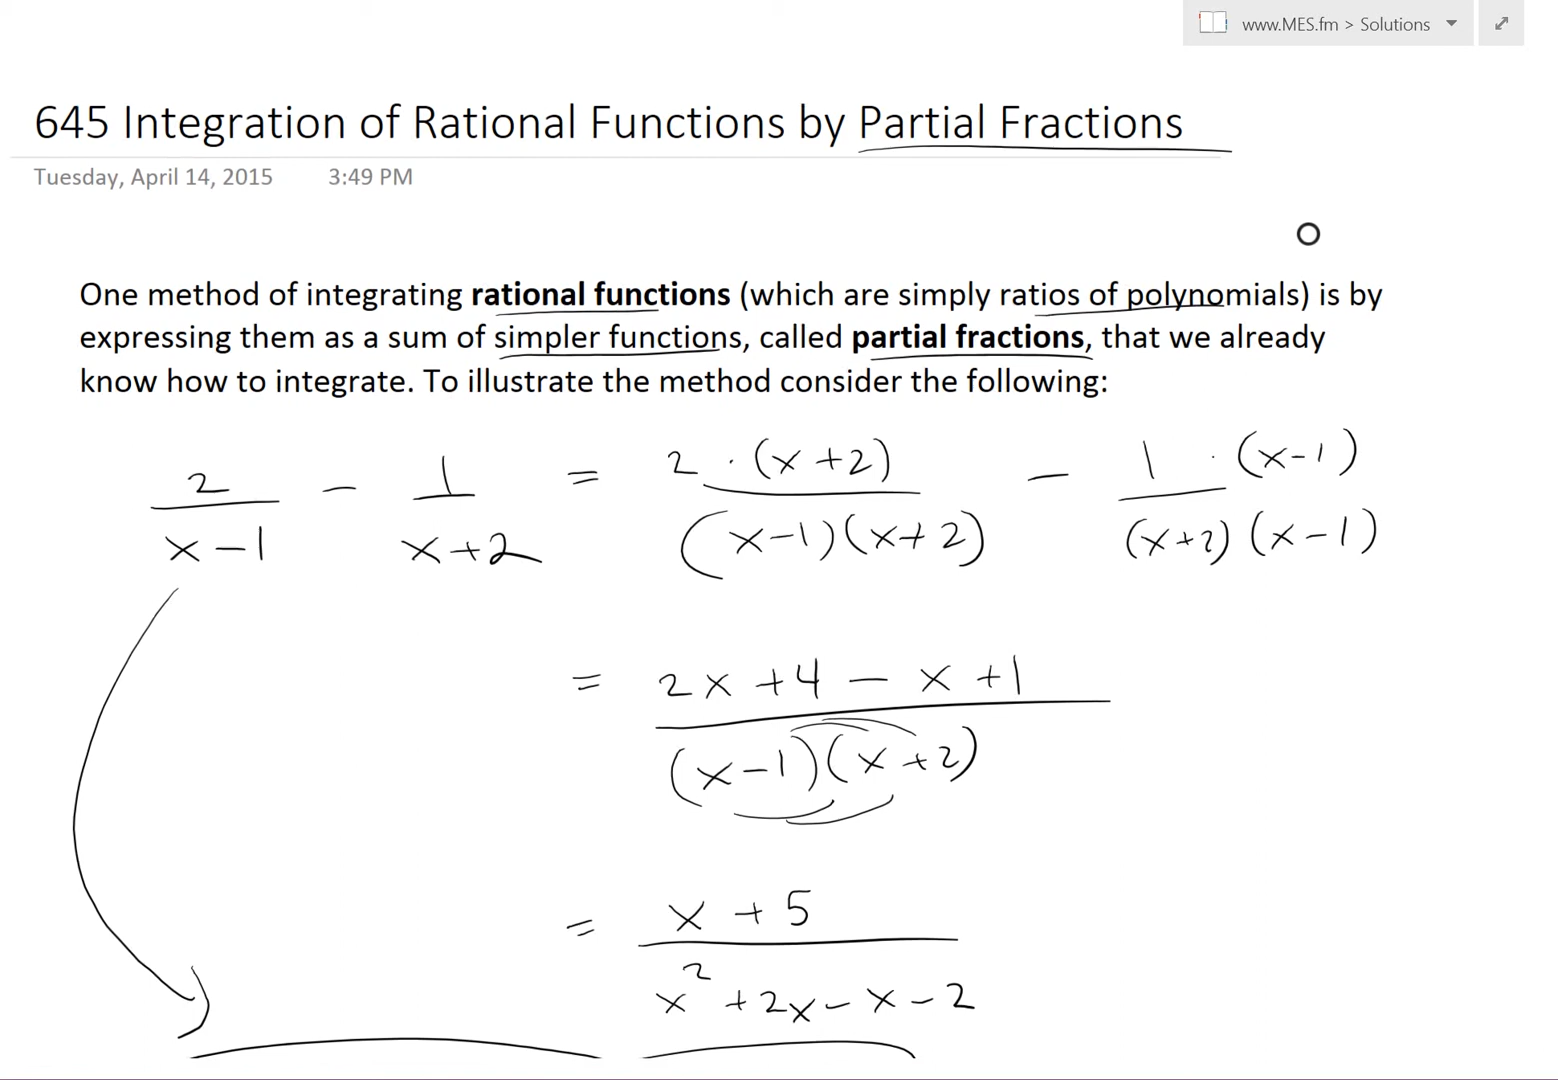 www.MES.fm > Solutions
645 Integration of Rational Functions by Partial Fractions
Tuesday, April 14, 2015 3:49 PM
One method of integrating rational functions (which are simply ratios of polynomials) is by
expressing them as a sum of simpler functions, called partial fractions, that we already
know how to integrate. To illustrate the method consider the following:
2/(x-1) - 1/(x+2) = 2·(x+2)/((x-1)(x+2)) - 1·(x-1)/((x+2)(x-1))
= (2x+4-x+1)/((x-1)(x+2))
= (x+5)/(x²+2x-x-2)